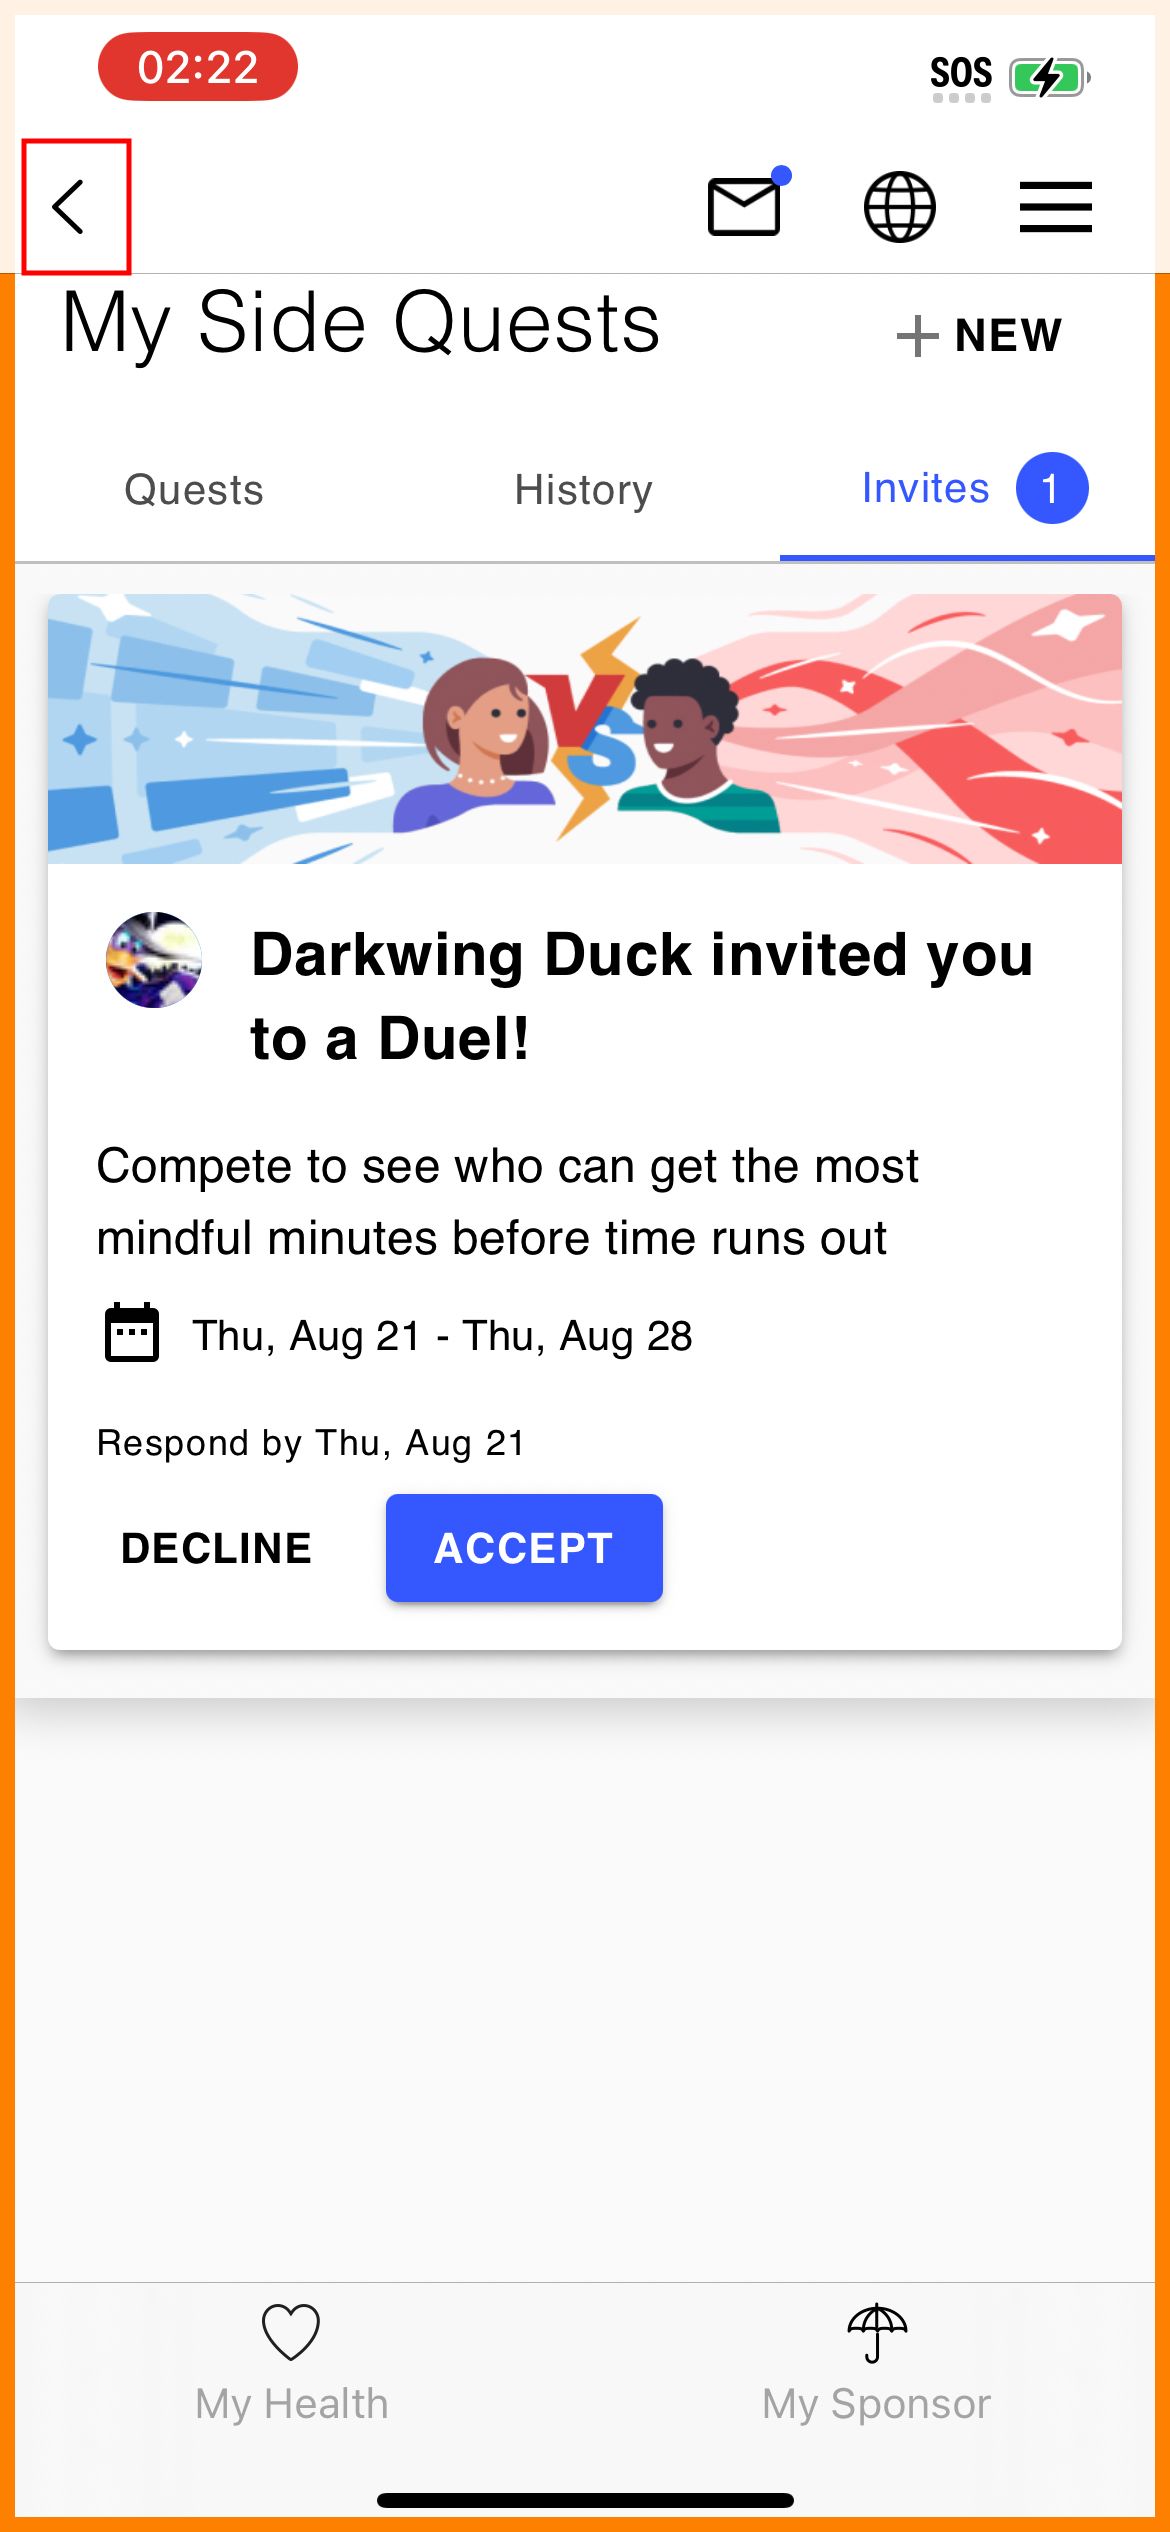 02:22
SOS
My Side Quests
NEW
Quests
History
Invites 1
VS
Darkwing Duck invited you
to a Duel!
Compete to see who can get the most
mindful minutes before time runs out
Thu, Aug 21 - Thu, Aug 28
Respond by Thu, Aug 21
DECLINE
ACCEPT
My Health
My Sponsor